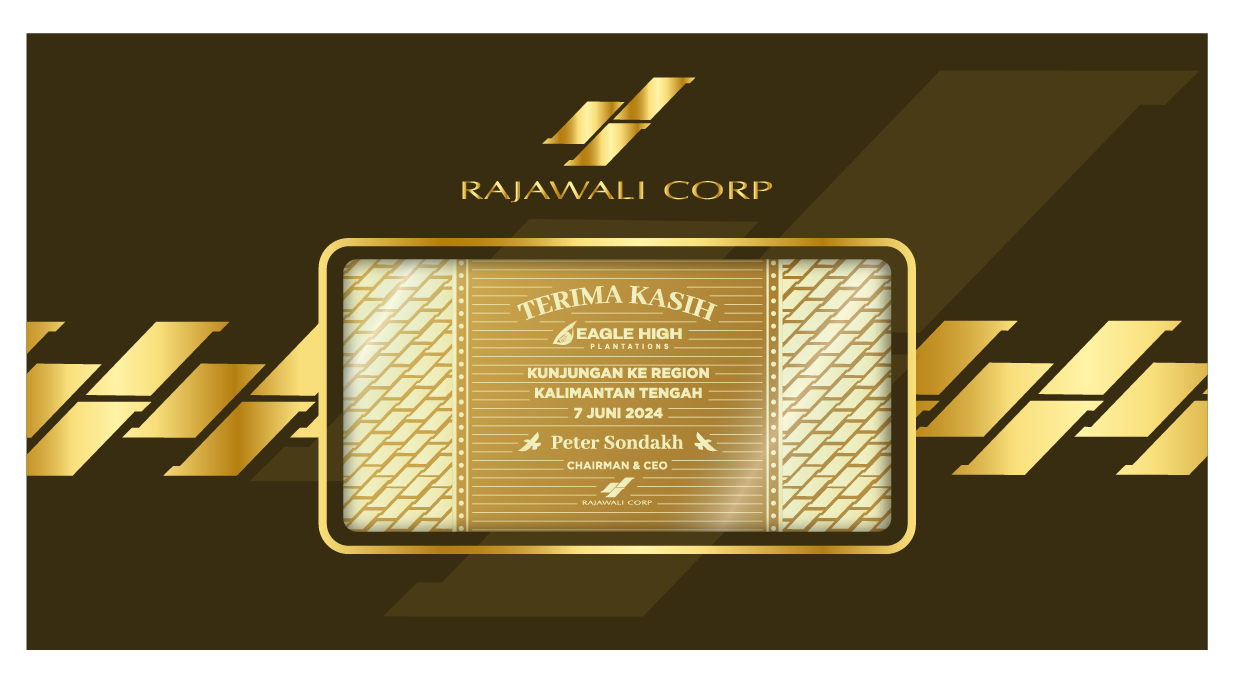 RAJAWALI CORP
TERIMA KASIH
EAGLE HIGH
PLANTATIONS
KUNJUNGAN KE REGION
KALIMANTAN TENGAH
7 JUNI 2024
Peter Sondakh
CHAIRMAN & CEO
RAJAWALI CORP